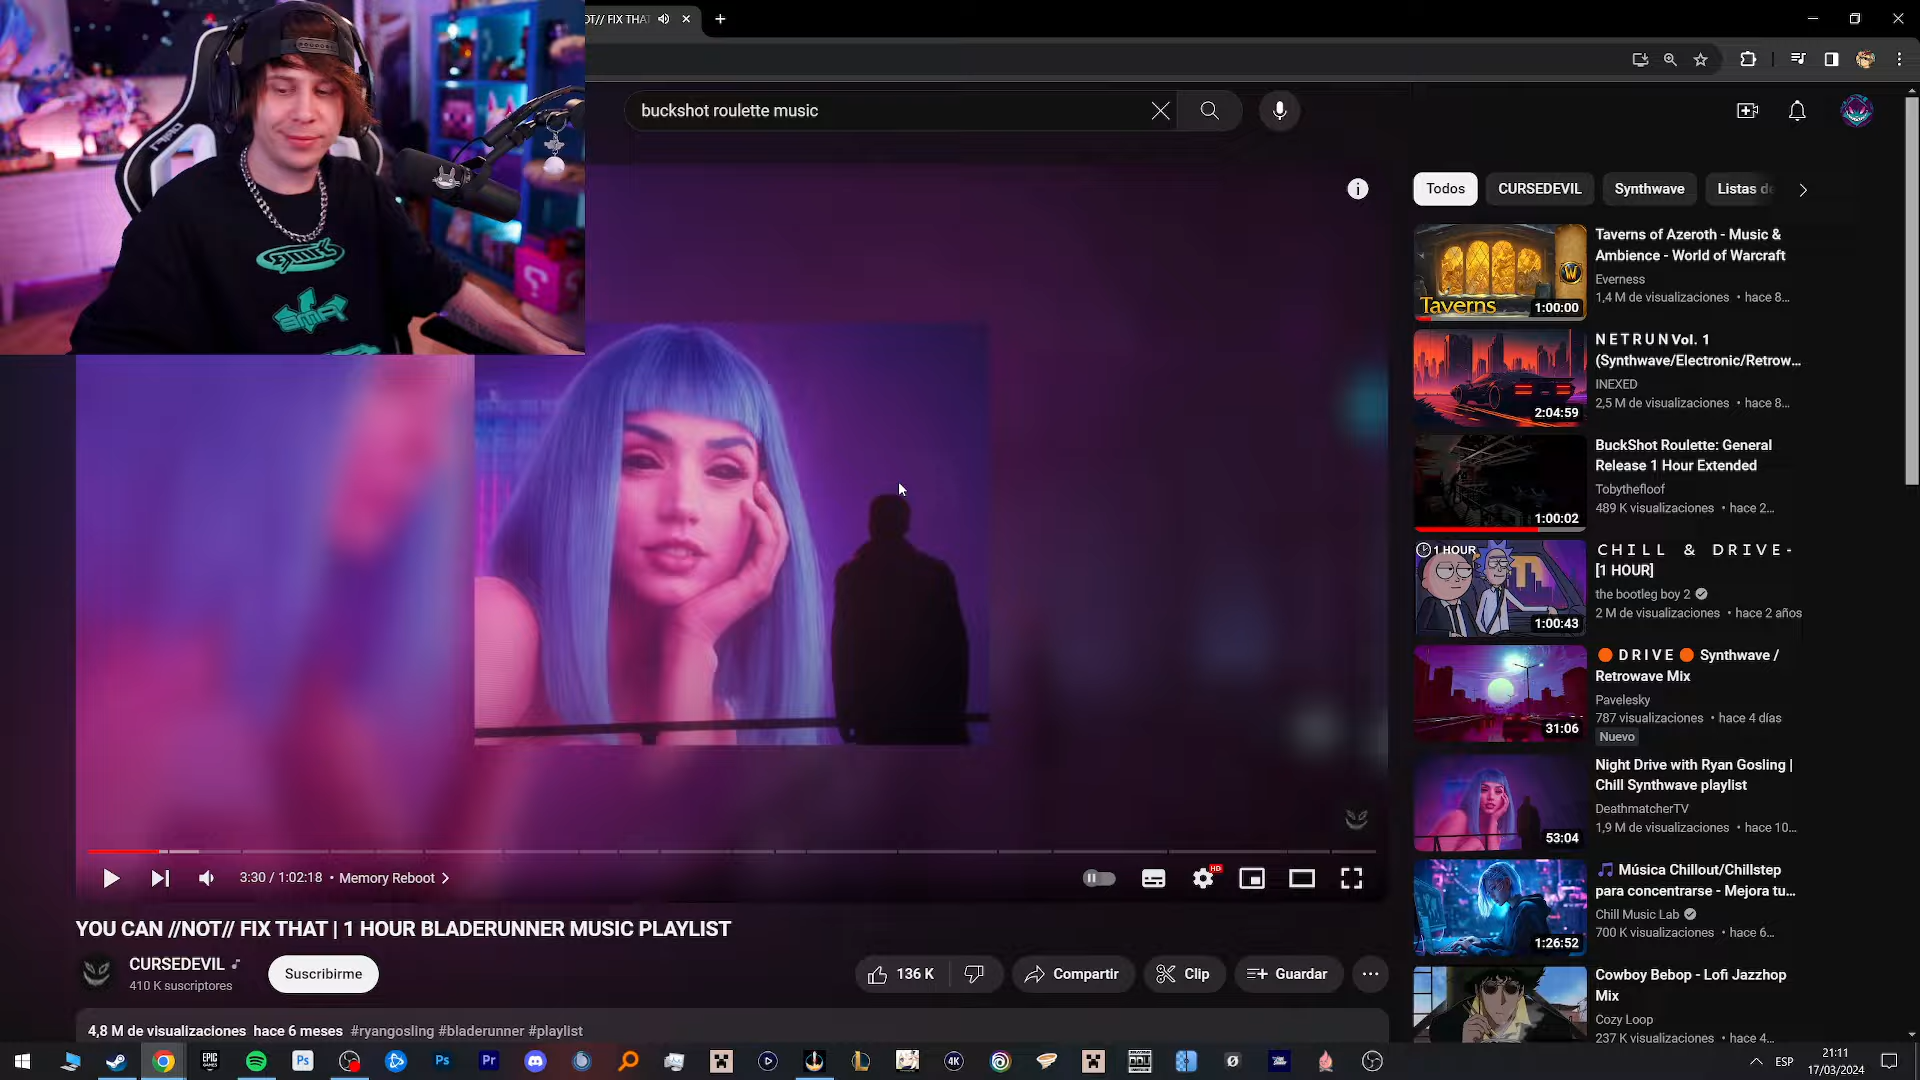 OT// FIX THAT
buckshot roulette music
Todos
CURSEDEVIL
Synthwave
Listas de
Taverns of Azeroth - Music &
Ambience - World of Warcraft
Everness
1,4 M de visualizaciones • hace 8...
Taverns
1:00:00
N E T R U N Vol. 1
(Synthwave/Electronic/Retrow...
INEXED
2,5 M de visualizaciones • hace 8...
2:04:59
BuckShot Roulette: General
Release 1 Hour Extended
Tobythefloof
489 K visualizaciones • hace 2...
1:00:02
1 HOUR
C H I L L & D R I V E -
[1 HOUR]
the bootleg boy 2
2 M de visualizaciones • hace 2 años
1:00:43
D R I V E Synthwave /
Retrowave Mix
Pavelesky
787 visualizaciones • hace 4 días
Nuevo
31:06
Night Drive with Ryan Gosling |
Chill Synthwave playlist
DeathmatcherTV
1,9 M de visualizaciones • hace 10...
53:04
Música Chillout/Chillstep
para concentrarse - Mejora tu...
Chill Music Lab
700 K visualizaciones • hace 6...
1:26:52
Cowboy Bebop - Lofi Jazzhop
Mix
Cozy Loop
237 K visualizaciones • hace 4...
3:30 / 1:02:18 • Memory Reboot
HD
YOU CAN //NOT// FIX THAT | 1 HOUR BLADERUNNER MUSIC PLAYLIST
CURSEDEVIL
410 K suscriptores
Suscribirme
136 K
Compartir
Clip
Guardar
4,8 M de visualizaciones hace 6 meses #ryangosling #bladerunner #playlist
EPIC
GAMES
Ps
Ps
Pr
4K
ESP
21:11
17/03/2024